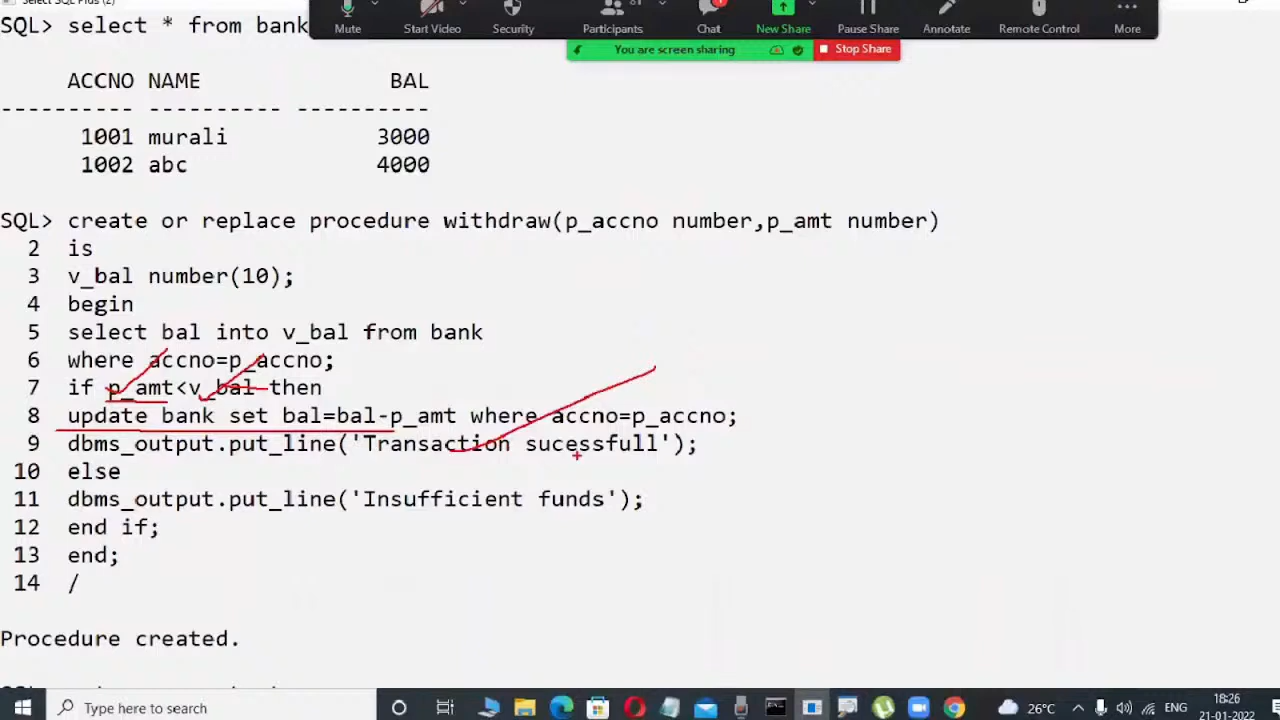 Select SQL Plus (2)
SQL> select * from bank
Mute Start Video Security Participants Chat New Share Pause Share Annotate Remote Control More
You are screen sharing Stop Share
ACCNO NAME BAL
---------- ---------- ----------
1001 murali 3000
1002 abc 4000
SQL> create or replace procedure withdraw(p_accno number,p_amt number)
2 is
3 v_bal number(10);
4 begin
5 select bal into v_bal from bank
6 where accno=p_accno;
7 if p_amt<v_bal then
8 update bank set bal=bal-p_amt where accno=p_accno;
9 dbms_output.put_line('Transaction sucessfull');
10 else
11 dbms_output.put_line('Insufficient funds');
12 end if;
13 end;
14 /
Procedure created.
Type here to search
26°C
ENG
18:26
21-01-2022